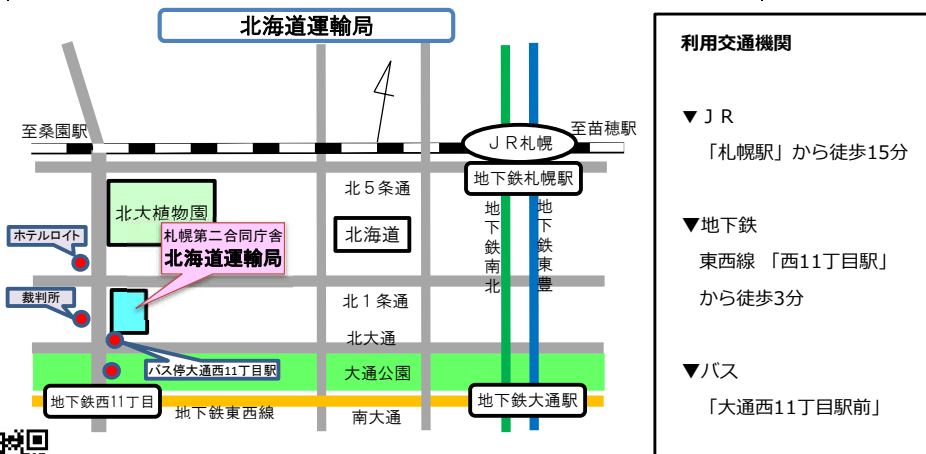 北海道運輸局
至桑園駅
ＪＲ札幌
至苗穂駅
地下鉄札幌駅
北５条通
北大植物園
札幌第二合同庁舎
北海道運輸局
北海道
ホテルロイト
地下鉄南北
地下鉄東豊
裁判所
北１条通
北大通
バス停大通西11丁目駅
大通公園
地下鉄西11丁目
地下鉄東西線
南大通
地下鉄大通駅
利用交通機関
▼ＪＲ
「札幌駅」から徒歩15分
▼地下鉄
東西線 「西11丁目駅」
から徒歩3分
▼バス
「大通西11丁目駅前」